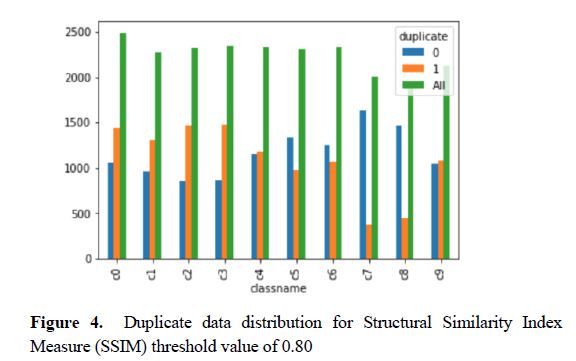 2500
2000
1500
1000
500
0
duplicate
0
1
All
c0 c1 c2 c3 c4 c5 c6 c7 c8 c9
classname
Figure 4. Duplicate data distribution for Structural Similarity Index
Measure (SSIM) threshold value of 0.80